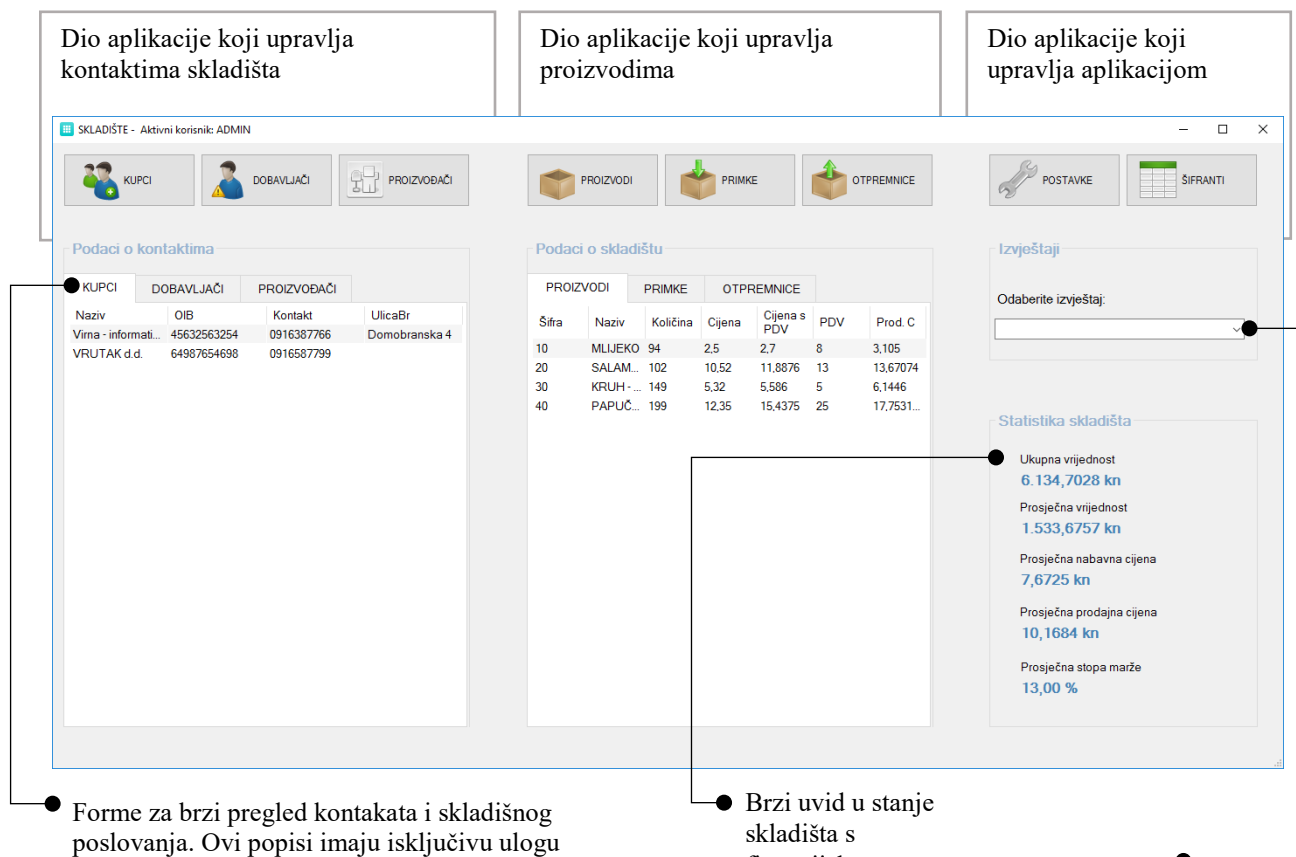 Dio aplikacije koji upravlja
kontaktima skladišta
Dio aplikacije koji upravlja
proizvodima
Dio aplikacije koji
upravlja aplikacijom
SKLADIŠTE - Aktivni korisnik: ADMIN
KUPCI
DOBAVLJAČI
PROIZVOĐAČI
PROIZVODI
PRIMKE
OTPREMNICE
POSTAVKE
ŠIFRANTI
Podaci o kontaktima
KUPCI DOBAVLJAČI PROIZVOĐAČI
Naziv OIB Kontakt UlicaBr
Virna - informati... 45632563254 0916387766 Domobranska 4
VRUTAK d.d. 64987654698 0916587799
Podaci o skladištu
PROIZVODI PRIMKE OTPREMNICE
Šifra Naziv Količina Cijena Cijena s PDV PDV Prod. C
10 MLIJEKO 94 2,5 2,7 8 3,105
20 SALAM... 102 10,52 11,8876 13 13,67074
30 KRUH - ... 149 5,32 5,586 5 6,1446
40 PAPUČ... 199 12,35 15,4375 25 17,7531...
Izvještaji
Odaberite izvještaj:
Statistika skladišta
Ukupna vrijednost
6.134,7028 kn
Prosječna vrijednost
1.533,6757 kn
Prosječna nabavna cijena
7,6725 kn
Prosječna prodajna cijena
10,1684 kn
Prosječna stopa marže
13,00 %
Forme za brzi pregled kontakata i skladišnog
poslovanja. Ovi popisi imaju isključivu ulogu
Brzi uvid u stanje
skladišta s